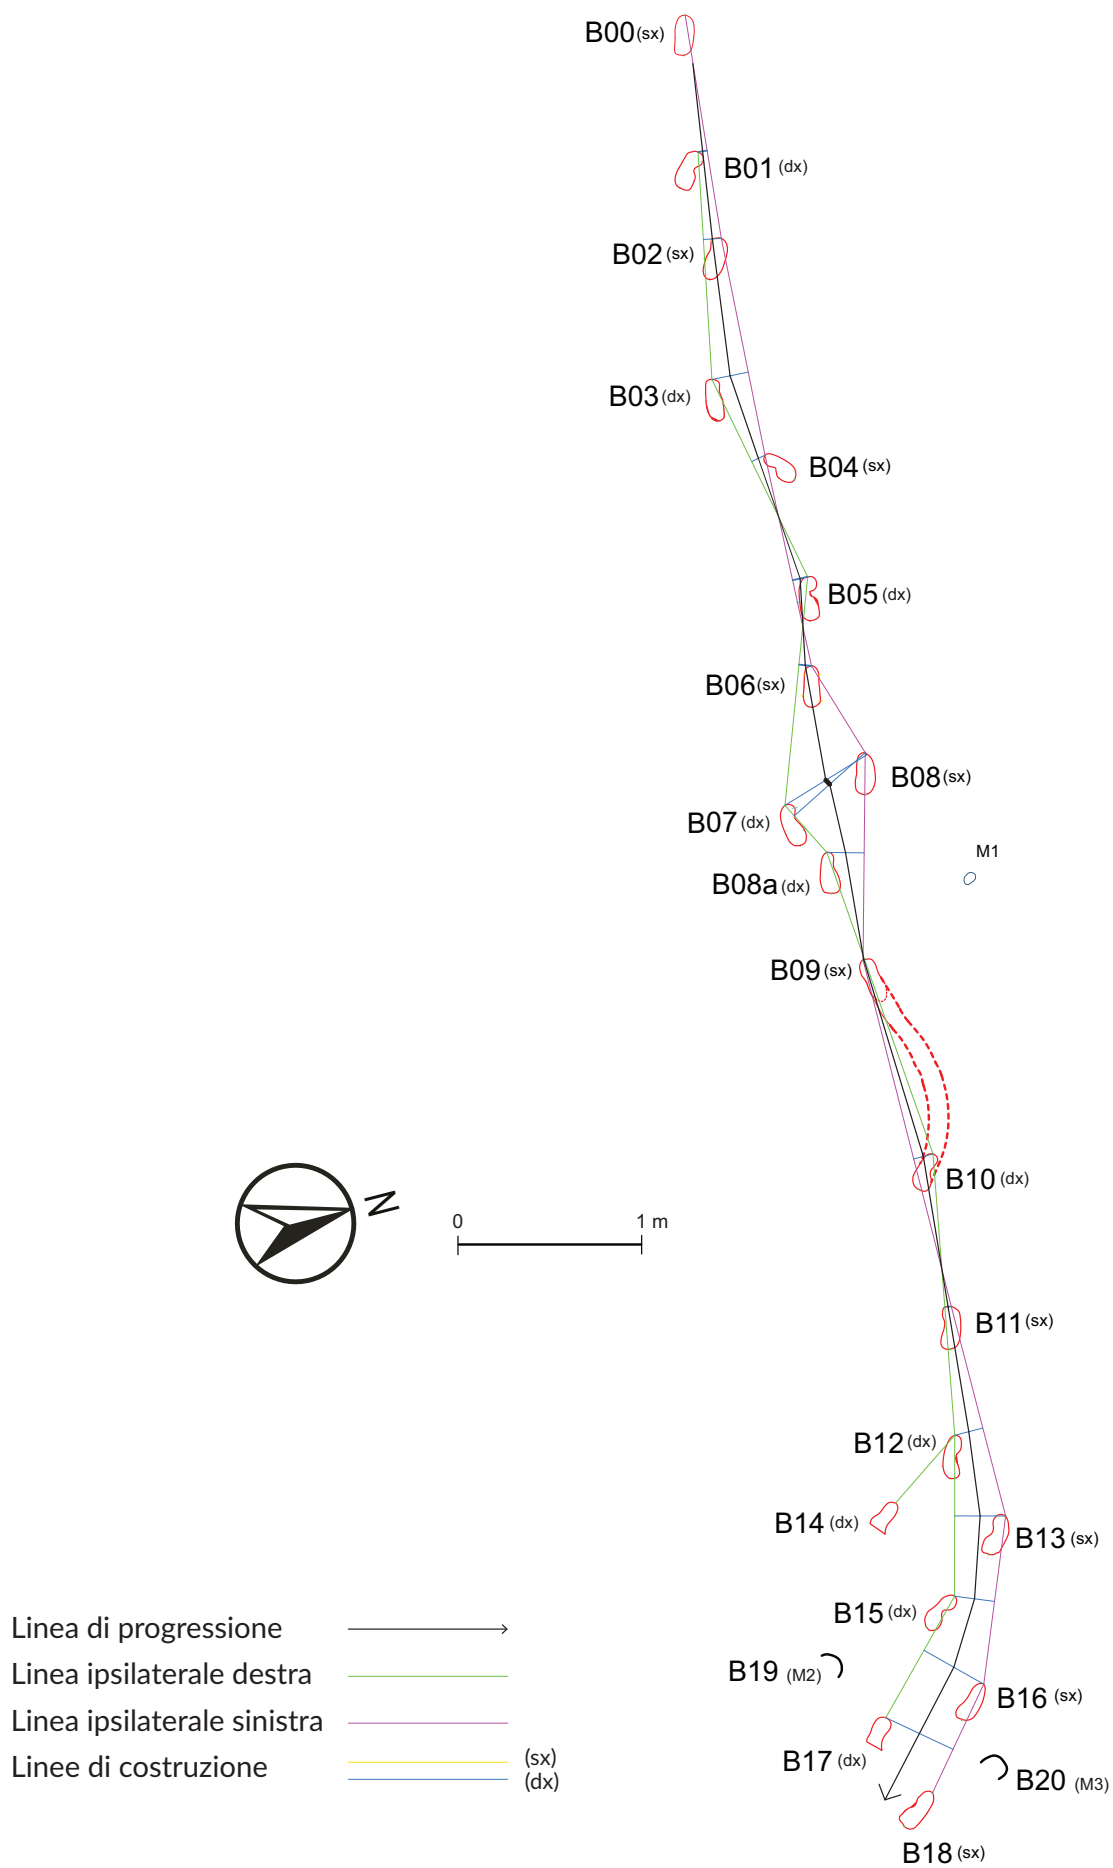 B00 (sx)
B01 (dx)
B02 (sx)
B03 (dx)
B04 (sx)
B05 (dx)
B06 (sx)
B08 (sx)
B07 (dx)
M1
B08a (dx)
B09 (sx)
B10 (dx)
N
0 1 m
B11 (sx)
B12 (dx)
B14 (dx)
B13 (sx)
B15 (dx)
B19 (M2)
B16 (sx)
B17 (dx)
B20 (M3)
B18 (sx)
Linea di progressione
Linea ipsilaterale destra
Linea ipsilaterale sinistra
Linee di costruzione (sx)
(dx)